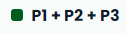 P1 + P2 + P3